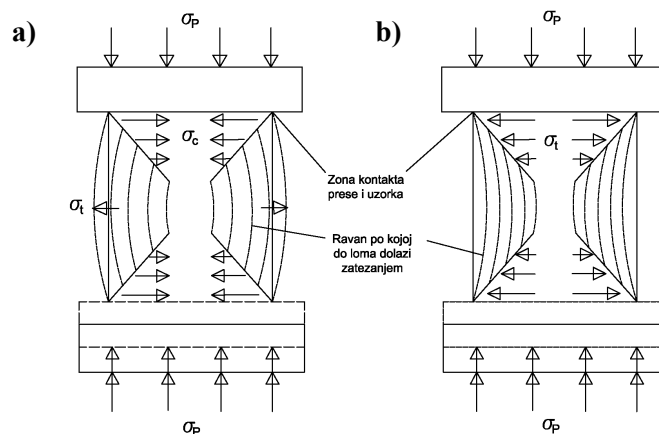 a)
σP
b)
σP
σc
σt
σt
Zona kontakta
prese i uzorka
Ravan po kojoj
do loma dolazi
zatezanjem
σP
σP